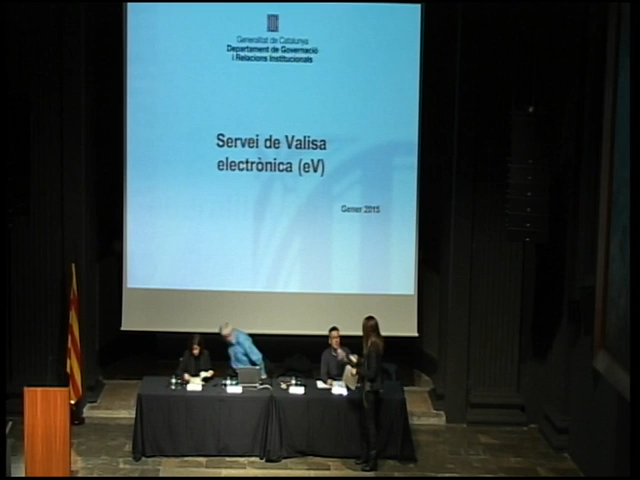 Generalitat de Catalunya
Departament de Governació
i Relacions Institucionals
Servei de Valisa
electrònica (eV)
Gener 2015